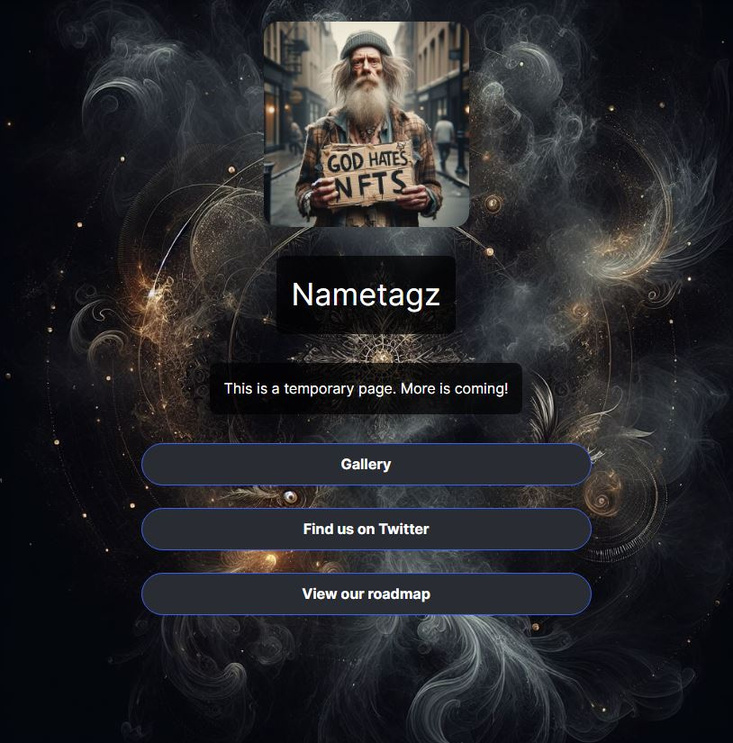 GOD HATES
NFTS
Nametagz
This is a temporary page. More is coming!
Gallery
Find us on Twitter
View our roadmap